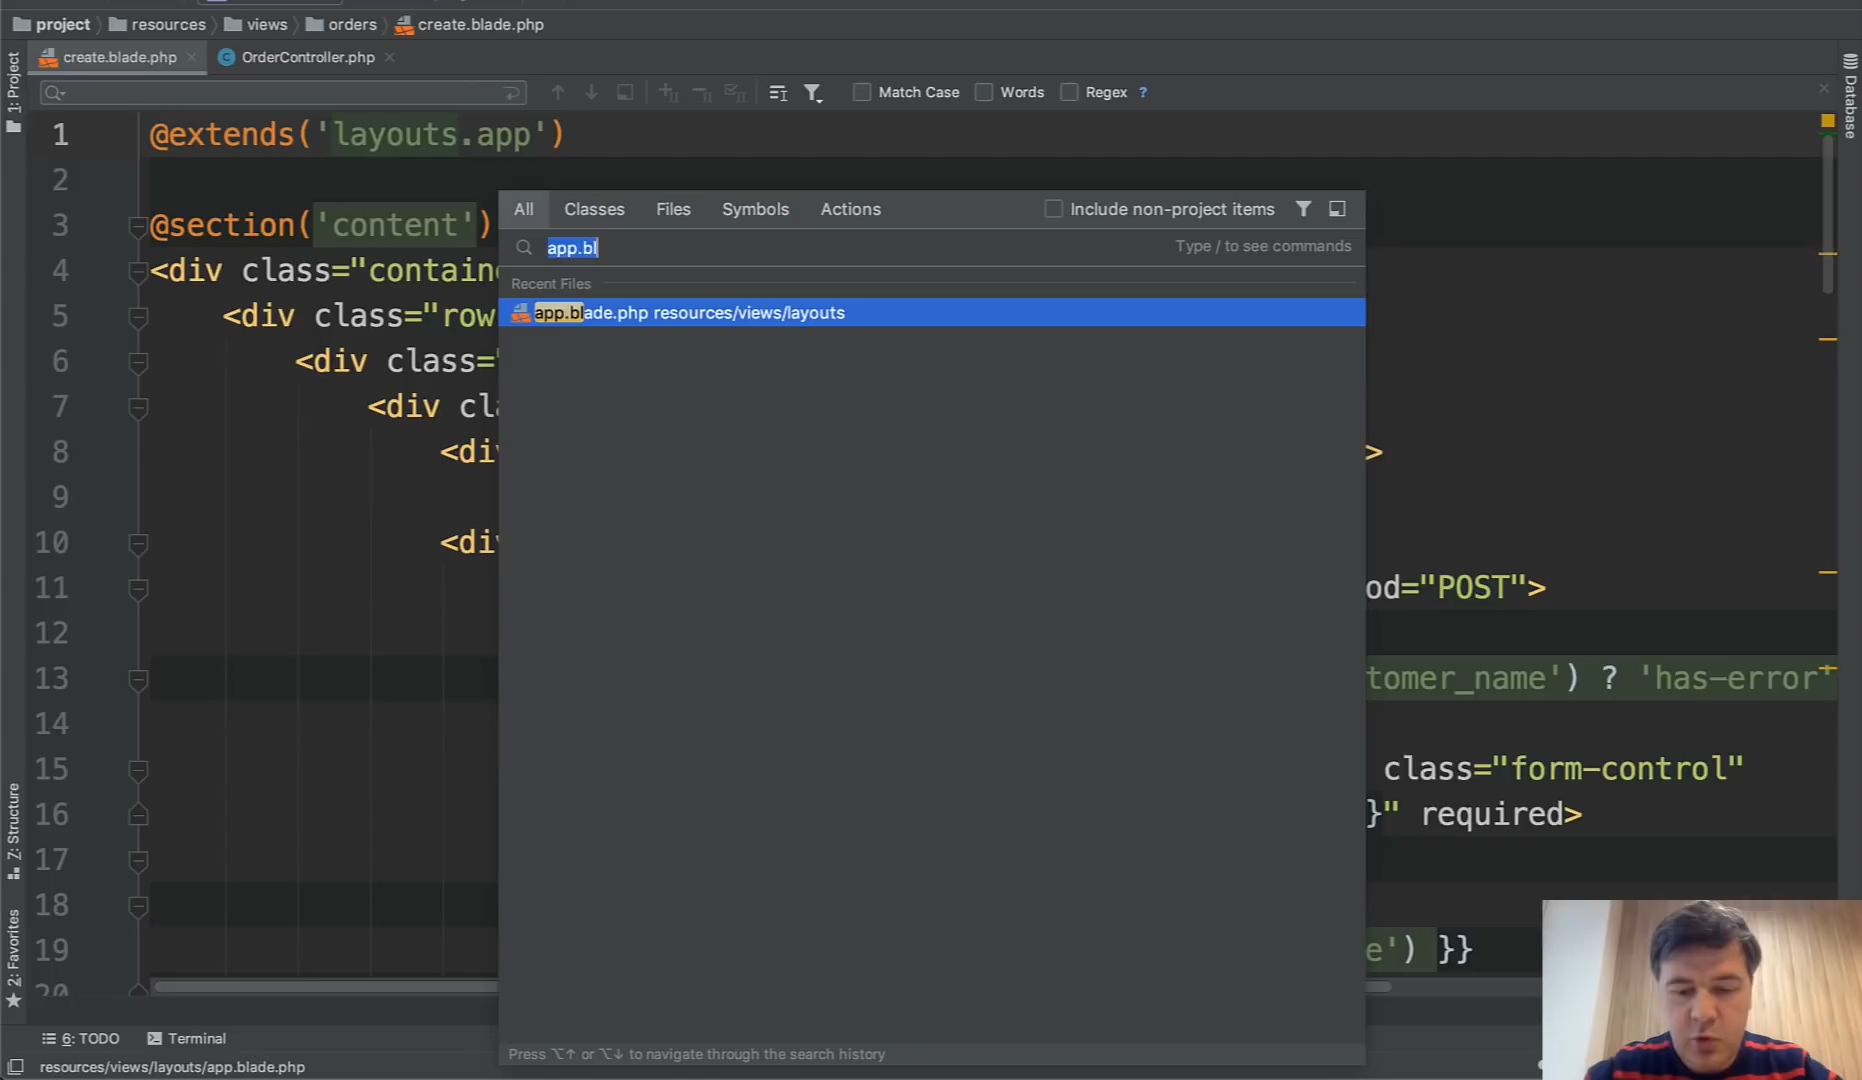 project resources views orders create.blade.php
create.blade.php OrderController.php
Match Case Words Regex ?
1: Project
Database
1 @extends('layouts.app')
2
3 @section('content')
4 <div class="containe
5 <div class="row
6 <div class="
7 <div cla
8 <div >
9
10 <div
11 od="POST">
12
13 tomer_name') ? 'has-error'
14
15 class="form-control"
16 }" required>
17
18
19 e') }}
20
All Classes Files Symbols Actions Include non-project items
app.bl Type / to see commands
Recent Files
app.blade.php resources/views/layouts
Press ⌥↑ or ⌥↓ to navigate through the search history
Z: Structure
2: Favorites
6: TODO Terminal
resources/views/layouts/app.blade.php